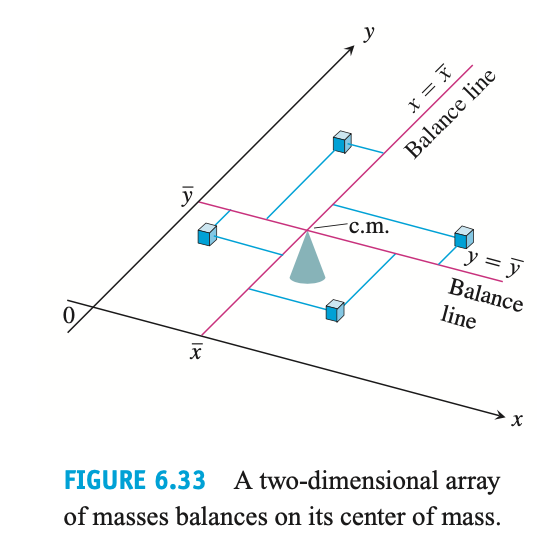 y
x = x̄
Balance line
ȳ
c.m.
y = ȳ
Balance
line
0
x̄
x
FIGURE 6.33 A two-dimensional array
of masses balances on its center of mass.